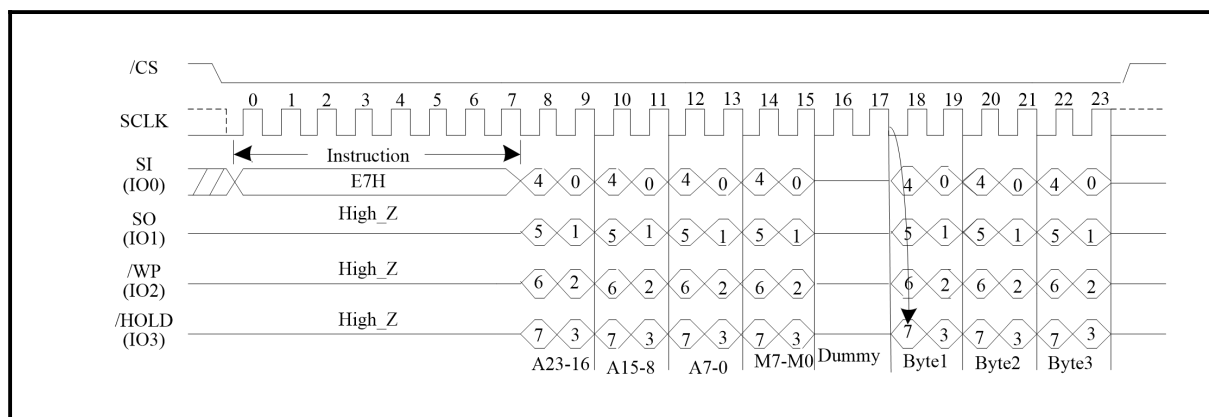 /CS
0 1 2 3 4 5 6 7 8 9 10 11 12 13 14 15 16 17 18 19 20 21 22 23
SCLK
Instruction
SI
(IO0)
E7H
4 0 4 0 4 0 4 0 4 0 4 0 4 0
SO
(IO1)
High_Z
5 1 5 1 5 1 5 1 5 1 5 1 5 1
/WP
(IO2)
High_Z
6 2 6 2 6 2 6 2 6 2 6 2 6 2
/HOLD
(IO3)
High_Z
7 3 7 3 7 3 7 3 7 3 7 3 7 3
A23-16 A15-8 A7-0 M7-M0 Dummy Byte1 Byte2 Byte3